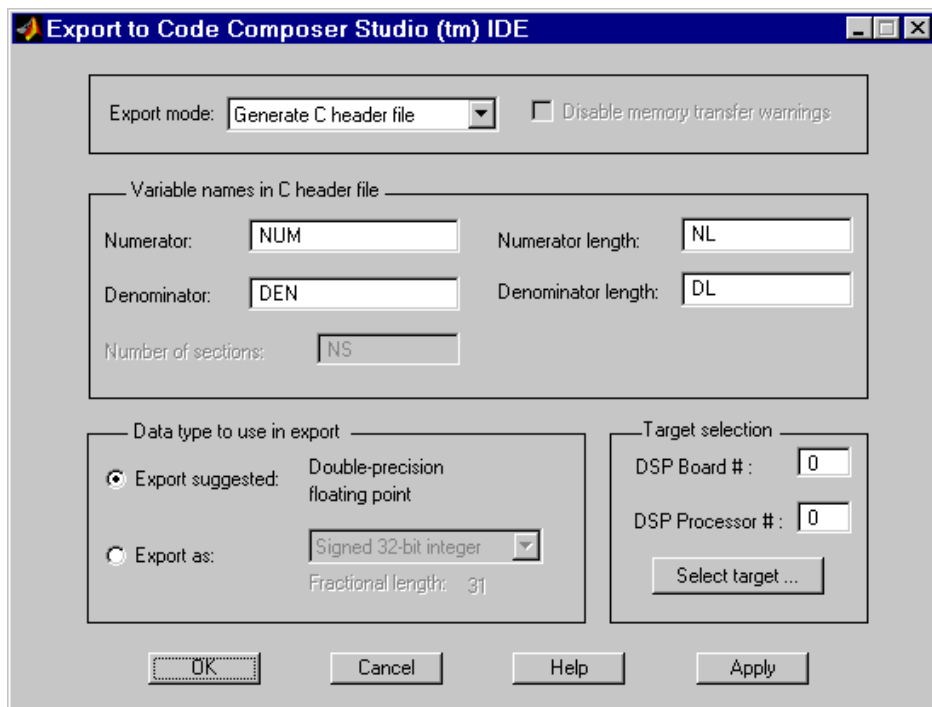 Export to Code Composer Studio (tm) IDE
Export mode: Generate C header file Disable memory transfer warnings
Variable names in C header file
Numerator: NUM Numerator length: NL
Denominator: DEN Denominator length: DL
Number of sections: NS
Data type to use in export
Export suggested: Double-precision
floating point
Export as: Signed 32-bit integer
Fractional length: 31
Target selection
DSP Board # : 0
DSP Processor # : 0
Select target ...
OK Cancel Help Apply